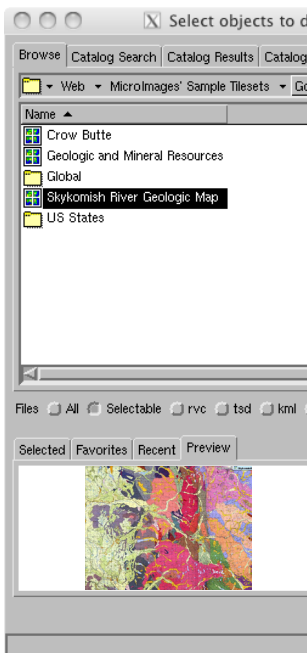 Select objects to d
Browse Catalog Search Catalog Results Catalog
Web MicroImages' Sample Tilesets Go
Name
Crow Butte
Geologic and Mineral Resources
Global
Skykomish River Geologic Map
US States
Files All Selectable rvc tsd kml
Selected Favorites Recent Preview